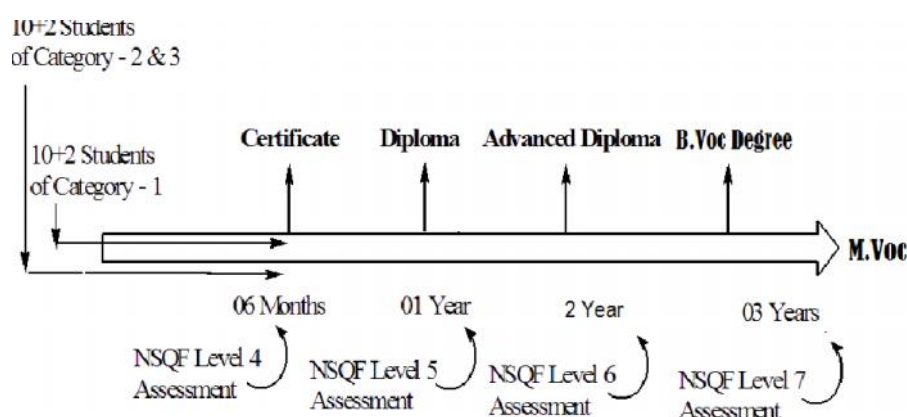 10+2 Students
of Category - 2 & 3
10+2 Students
of Category - 1
Certificate
Diploma
Advanced Diploma
B.Voc Degree
M.Voc
06 Months
01 Year
2 Year
03 Years
NSQF Level 4
Assessment
NSQF Level 5
Assessment
NSQF Level 6
Assessment
NSQF Level 7
Assessment